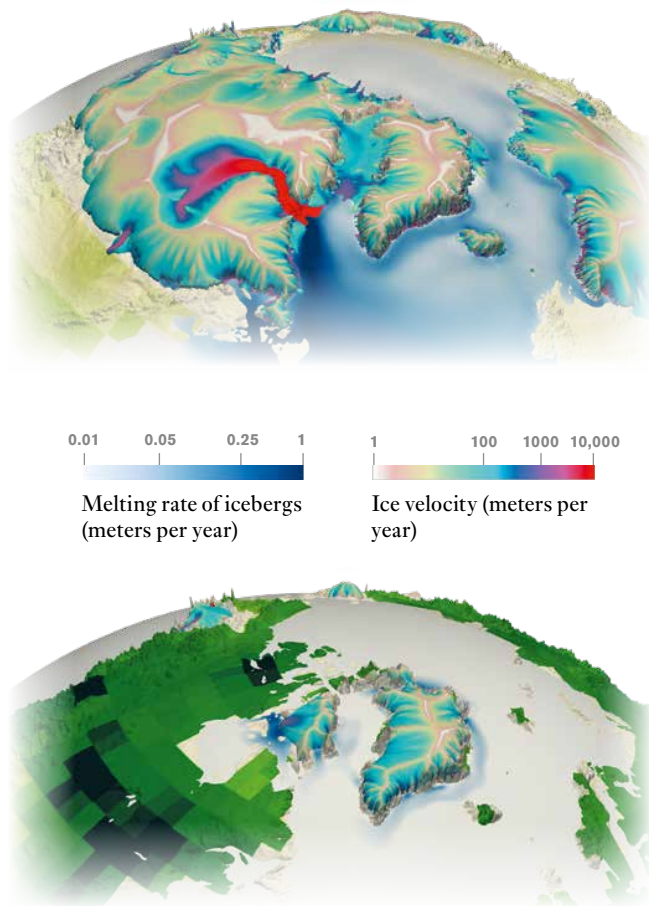 0.01 0.05 0.25 1
Melting rate of icebergs
(meters per year)
1 100 1000 10,000
Ice velocity (meters per
year)